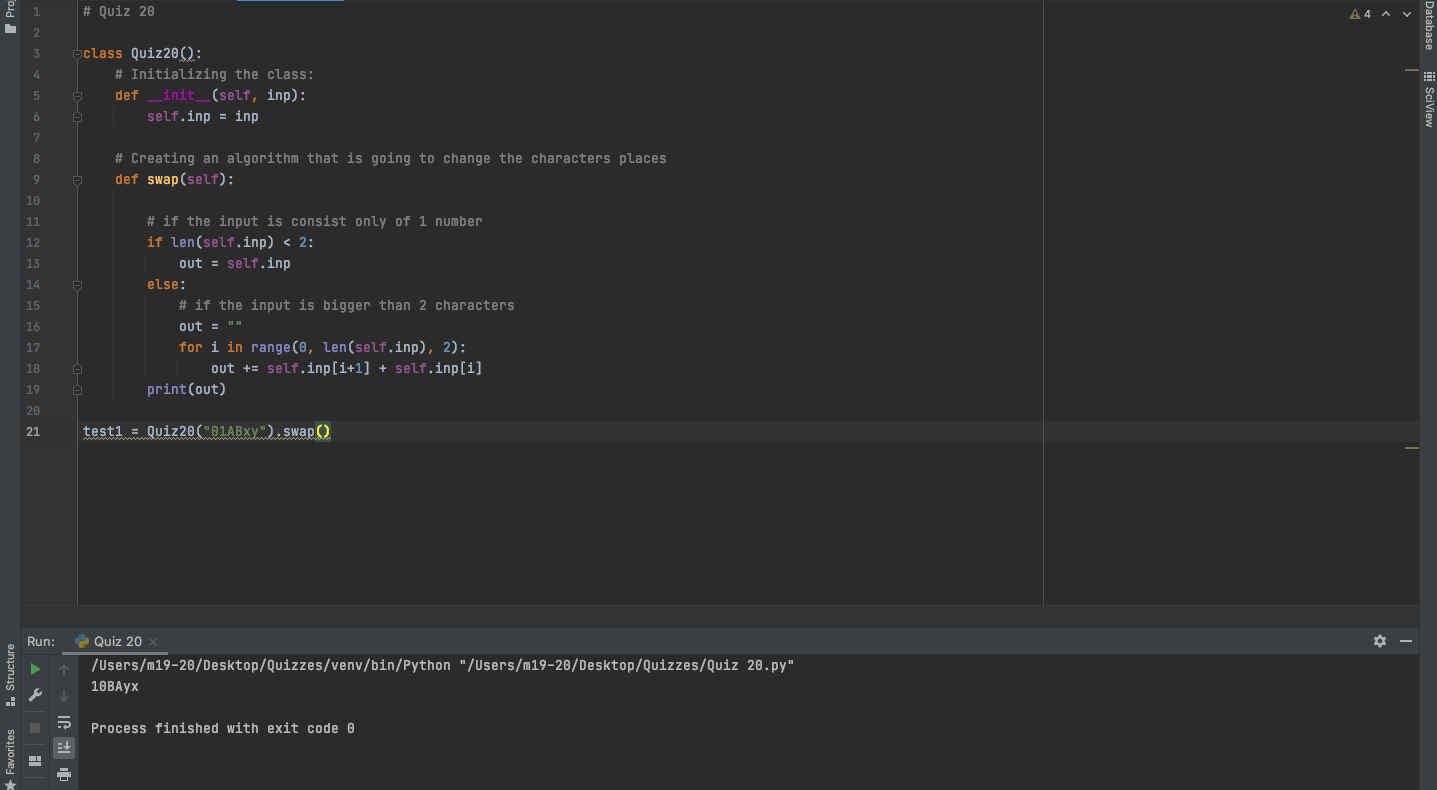 Proj
Database
SciView
4
1 # Quiz 20
2
3 class Quiz20():
4     # Initializing the class:
5     def __init__(self, inp):
6         self.inp = inp
7
8     # Creating an algorithm that is going to change the characters places
9     def swap(self):
10
11         # if the input is consist only of 1 number
12         if len(self.inp) < 2:
13             out = self.inp
14         else:
15             # if the input is bigger than 2 characters
16             out = ""
17             for i in range(0, len(self.inp), 2):
18                 out += self.inp[i+1] + self.inp[i]
19         print(out)
20
21 test1 = Quiz20("01ABxy").swap()
Structure
Favorites
Run: Quiz 20
/Users/m19-20/Desktop/Quizzes/venv/bin/Python "/Users/m19-20/Desktop/Quizzes/Quiz 20.py"
10BAyx
Process finished with exit code 0